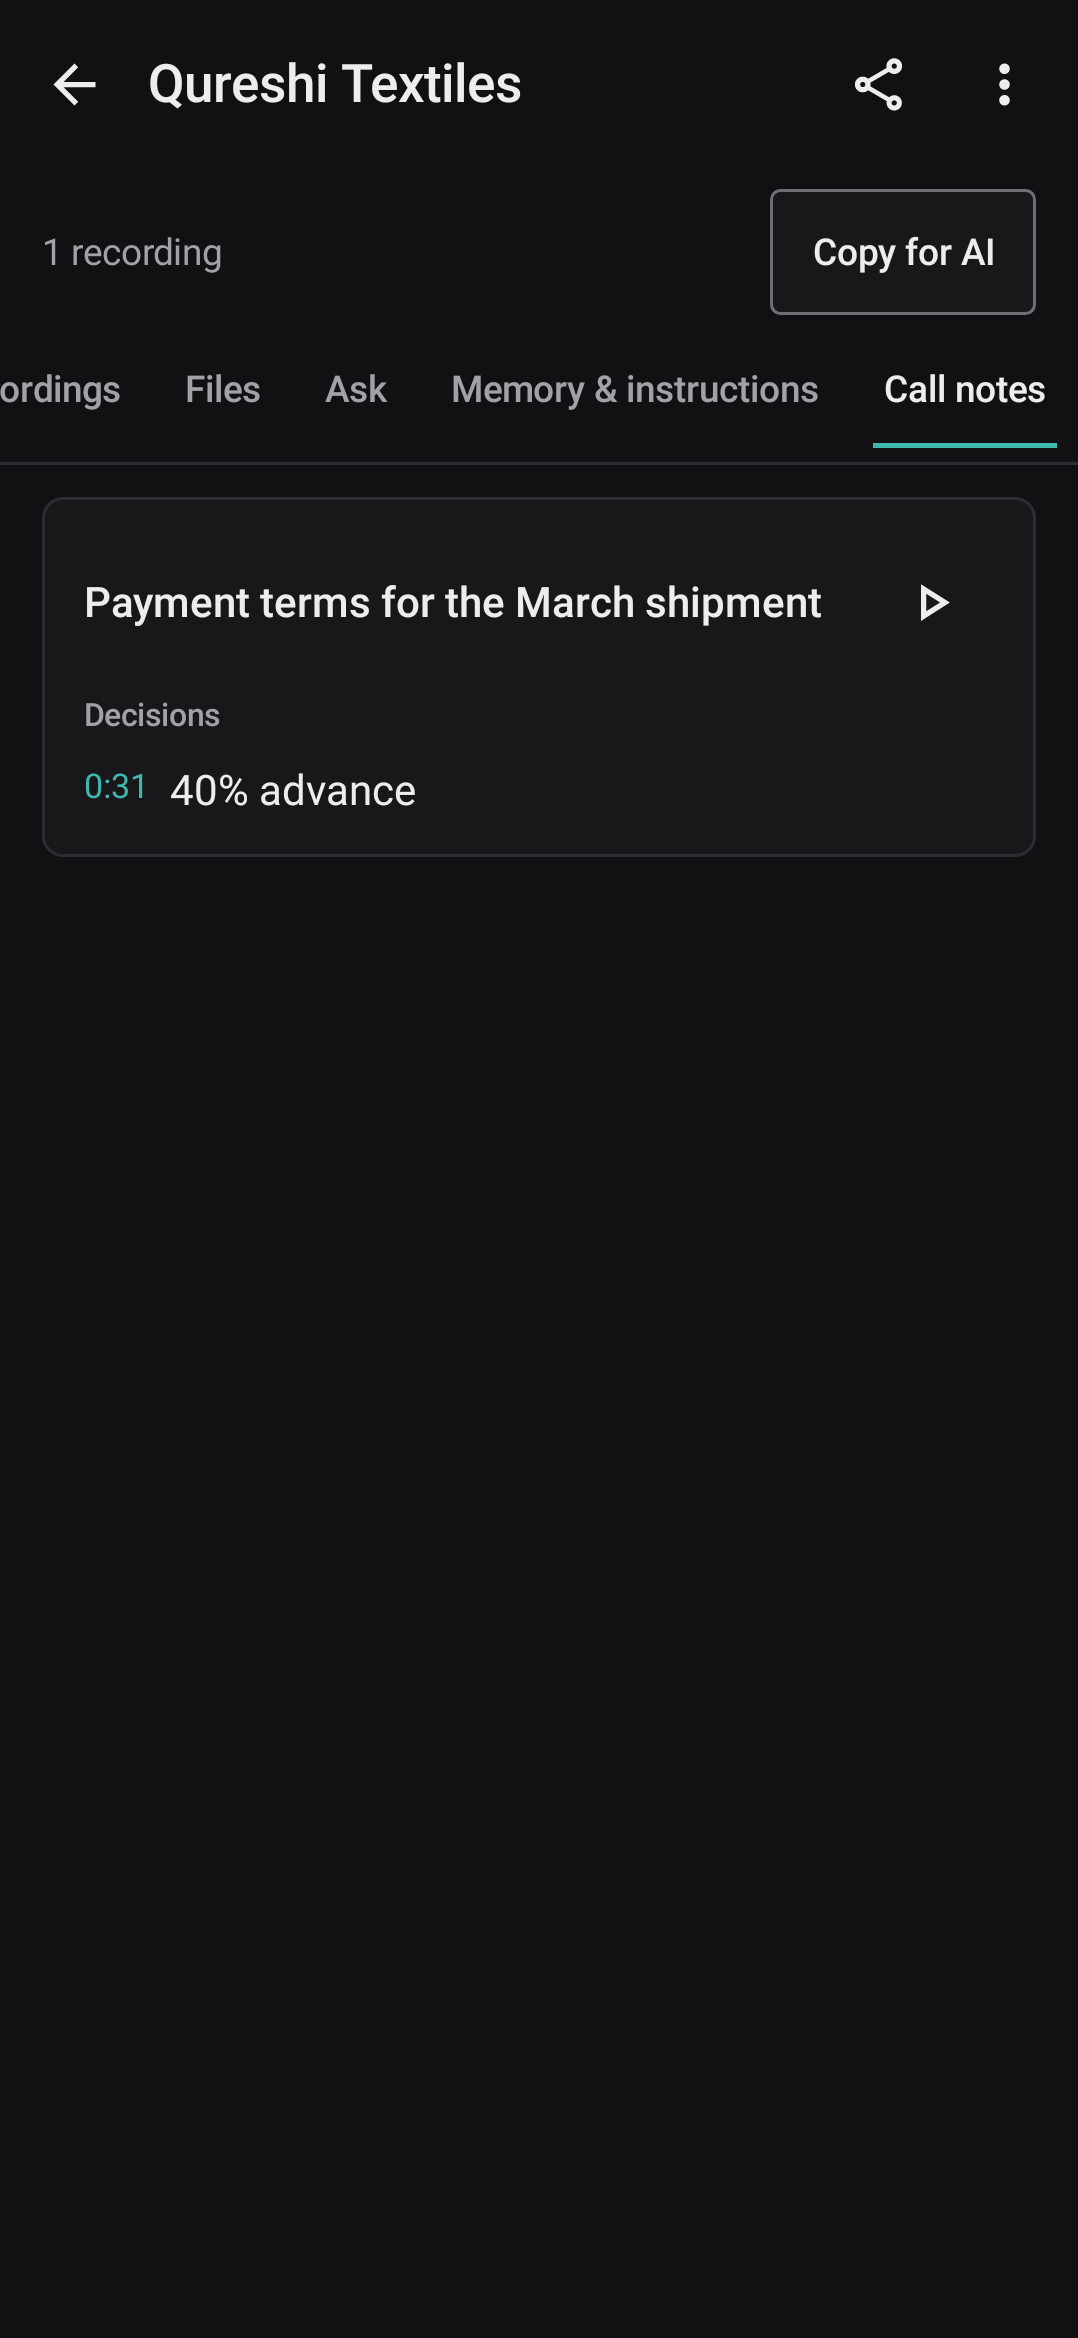 Qureshi Textiles
1 recording
Copy for AI
ordings Files Ask Memory & instructions Call notes
Payment terms for the March shipment
Decisions
0:31 40% advance